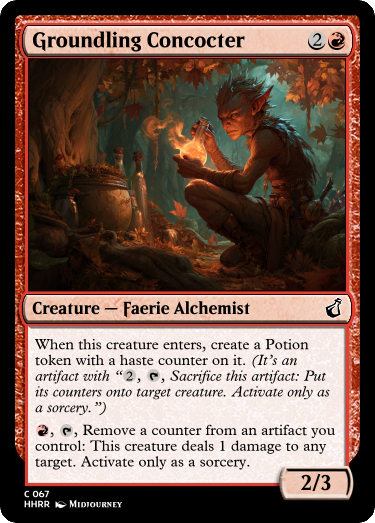 Groundling Concocter 2
Creature — Faerie Alchemist
When this creature enters, create a Potion
token with a haste counter on it. (It's an
artifact with “2, , Sacrifice this artifact: Put
its counters onto target creature. Activate only as
a sorcery.”)
, , Remove a counter from an artifact you
control: This creature deals 1 damage to any
target. Activate only as a sorcery.
2/3
C 067
HHRR Midjourney